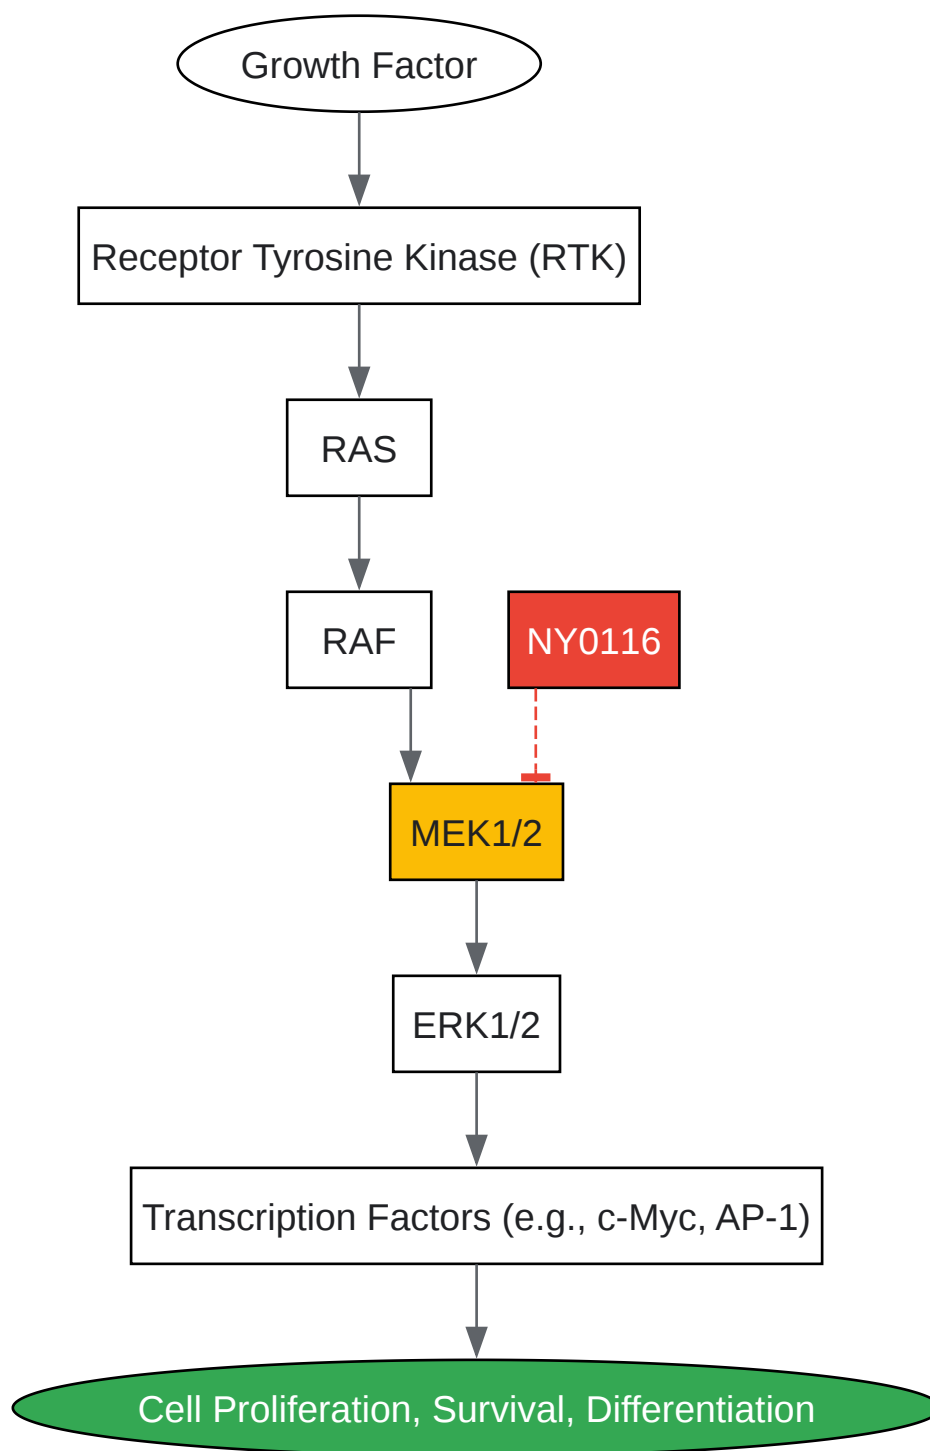 Growth Factor
Receptor Tyrosine Kinase (RTK)
RAS
RAF
NY0116
MEK1/2
ERK1/2
Transcription Factors (e.g., c-Myc, AP-1)
Cell Proliferation, Survival, Differentiation